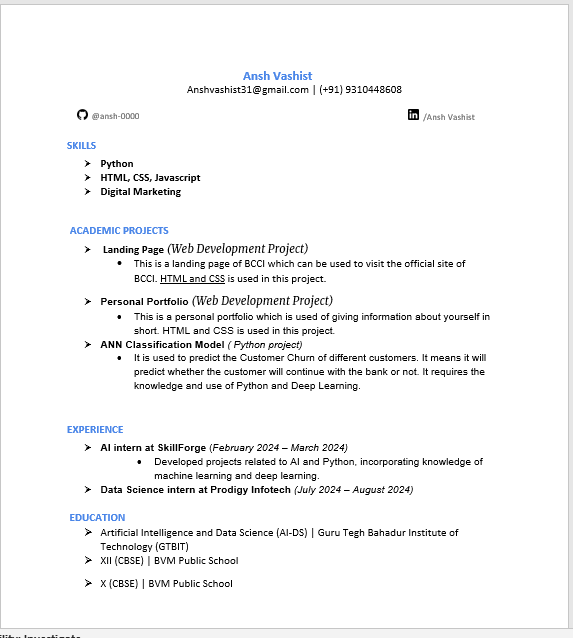 Ansh Vashist
Anshvashist31@gmail.com | (+91) 9310448608
@ansh-0000 /Ansh Vashist
SKILLS
➤ Python
➤ HTML, CSS, Javascript
➤ Digital Marketing
ACADEMIC PROJECTS
➤ Landing Page (Web Development Project)
• This is a landing page of BCCI which can be used to visit the official site of
BCCI. HTML and CSS is used in this project.
➤ Personal Portfolio (Web Development Project)
• This is a personal portfolio which is used of giving information about yourself in
short. HTML and CSS is used in this project.
➤ ANN Classification Model ( Python project)
• It is used to predict the Customer Churn of different customers. It means it will
predict whether the customer will continue with the bank or not. It requires the
knowledge and use of Python and Deep Learning.
EXPERIENCE
➤ AI intern at SkillForge (February 2024 – March 2024)
• Developed projects related to AI and Python, incorporating knowledge of
machine learning and deep learning.
➤ Data Science intern at Prodigy Infotech (July 2024 – August 2024)
EDUCATION
➤ Artificial Intelligence and Data Science (AI-DS) | Guru Tegh Bahadur Institute of
Technology (GTBIT)
➤ XII (CBSE) | BVM Public School
➤ X (CBSE) | BVM Public School